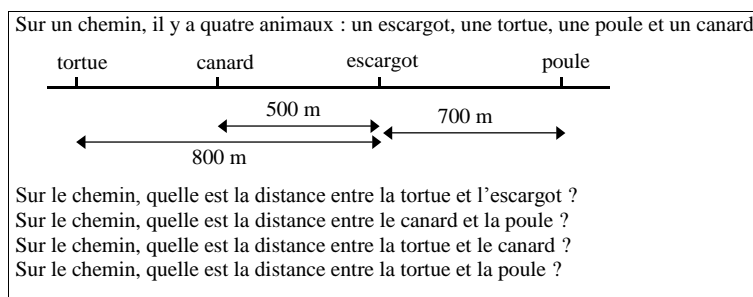 Sur un chemin, il y a quatre animaux : un escargot, une tortue, une poule et un canard
tortue canard escargot poule
500 m 700 m
800 m
Sur le chemin, quelle est la distance entre la tortue et l'escargot ?
Sur le chemin, quelle est la distance entre le canard et la poule ?
Sur le chemin, quelle est la distance entre la tortue et le canard ?
Sur le chemin, quelle est la distance entre la tortue et la poule ?